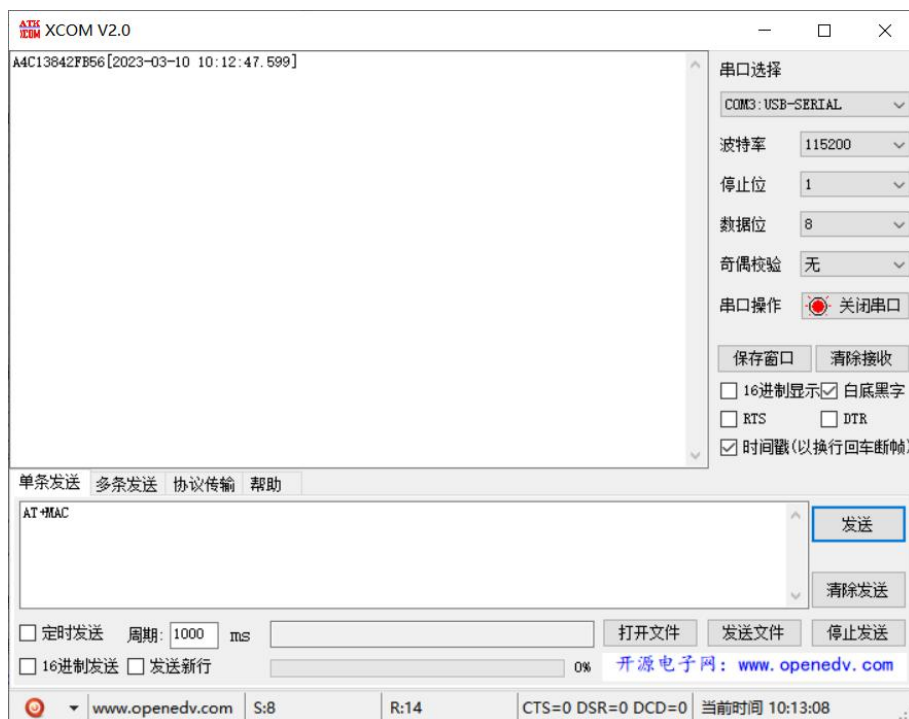 ATK XCOM XCOM V2.0
A4C13842FB56[2023-03-10 10:12:47.599]
串口选择
COM3:USB-SERIAL
波特率 115200
停止位 1
数据位 8
奇偶校验 无
串口操作 关闭串口
保存窗口 清除接收
16进制显示 白底黑字
RTS DTR
时间戳(以换行回车断帧)
单条发送 多条发送 协议传输 帮助
AT+MAC
发送
清除发送
定时发送 周期: 1000 ms 打开文件 发送文件 停止发送
16进制发送 发送新行 0% 开源电子网: www.openedv.com
www.openedv.com S:8 R:14 CTS=0 DSR=0 DCD=0 当前时间 10:13:08